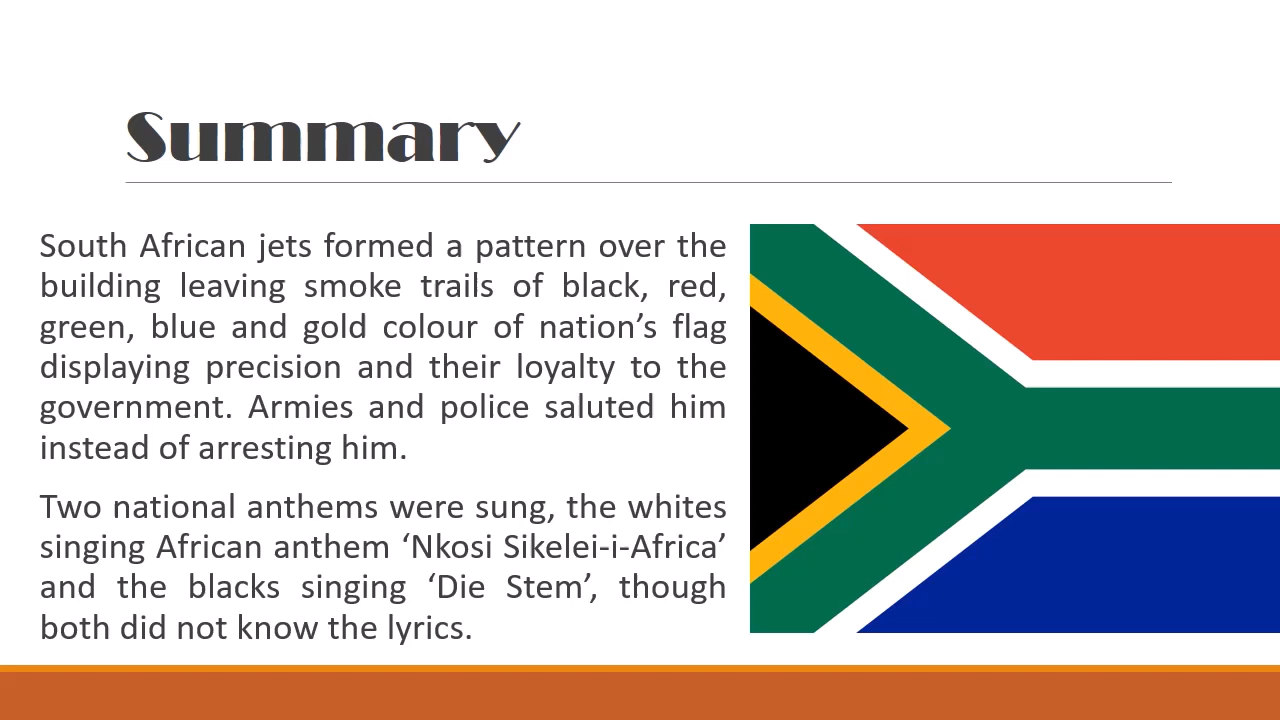 Summary
South African jets formed a pattern over the
building leaving smoke trails of black, red,
green, blue and gold colour of nation’s flag
displaying precision and their loyalty to the
government. Armies and police saluted him
instead of arresting him.
Two national anthems were sung, the whites
singing African anthem ‘Nkosi Sikelei-i-Africa’
and the blacks singing ‘Die Stem’, though
both did not know the lyrics.